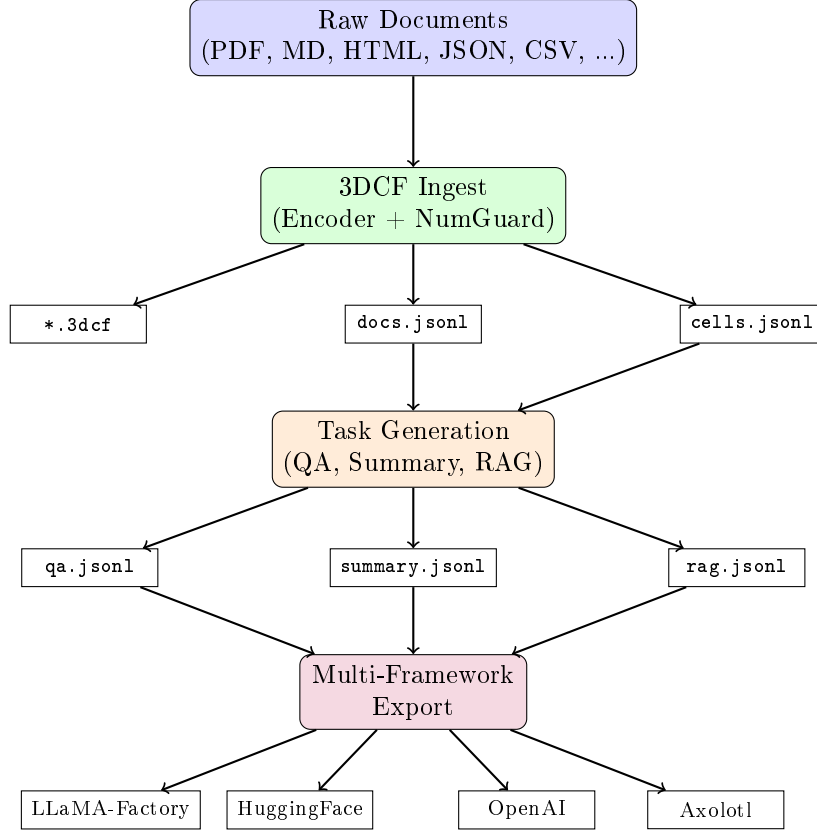 Raw Documents
(PDF, MD, HTML, JSON, CSV, ...)
3DCF Ingest
(Encoder + NumGuard)
*.3dcf
docs.jsonl
cells.jsonl
Task Generation
(QA, Summary, RAG)
qa.jsonl
summary.jsonl
rag.jsonl
Multi-Framework
Export
LLaMA-Factory
HuggingFace
OpenAI
Axolotl